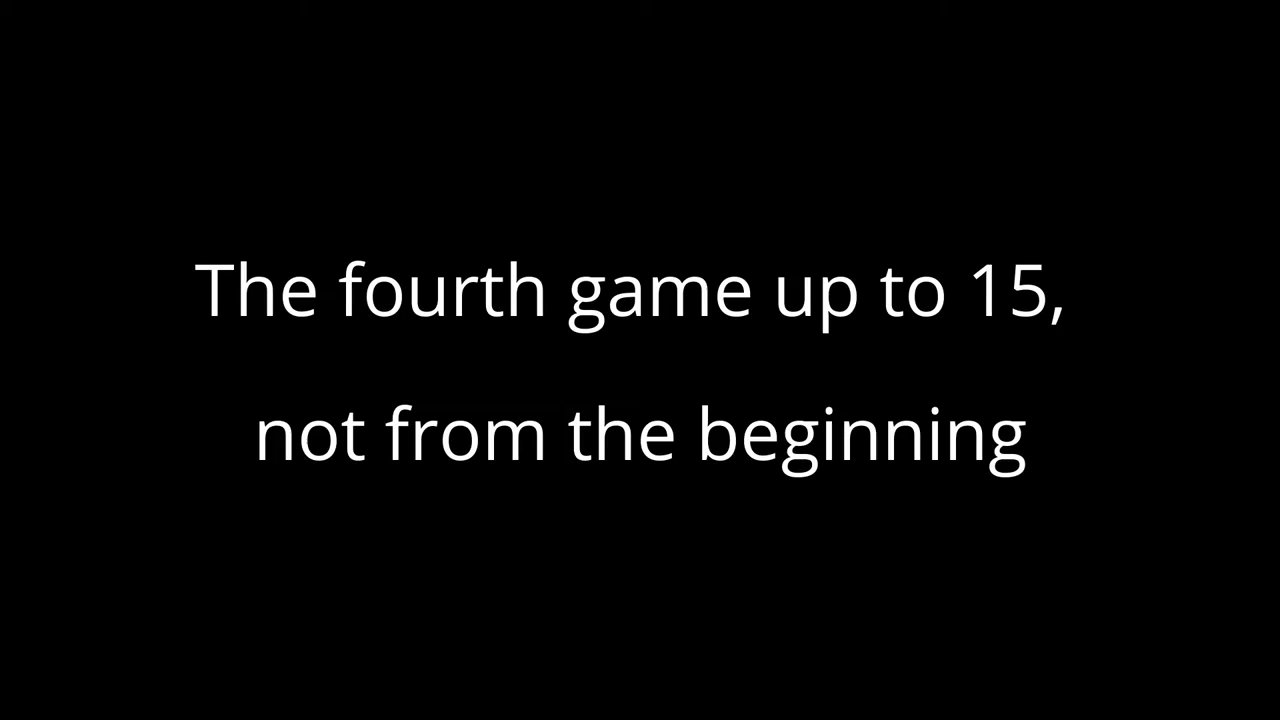 The fourth game up to 15,
not from the beginning